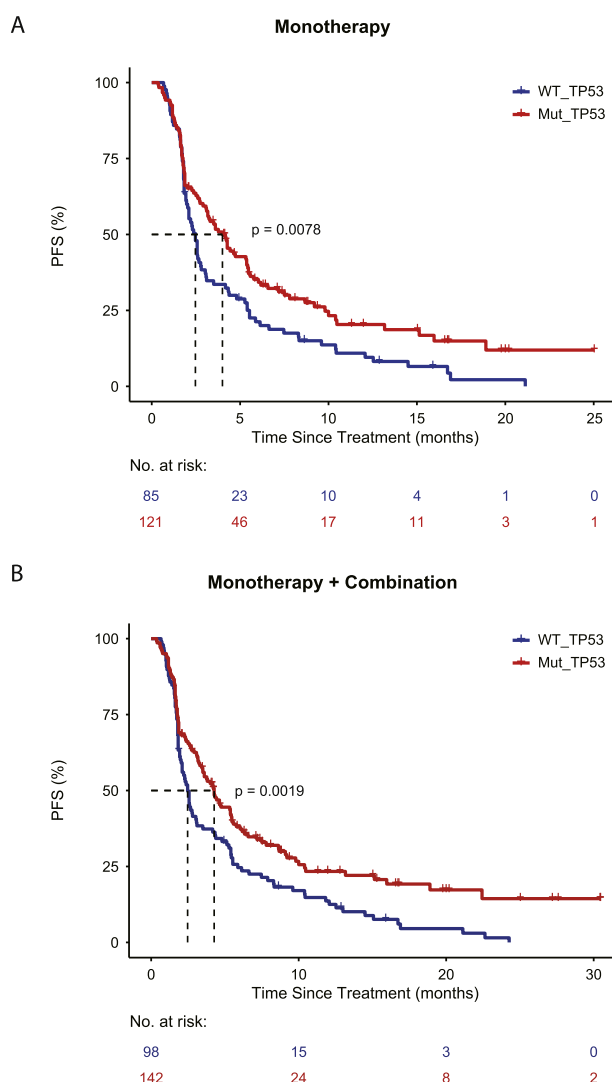 A
Monotherapy
100
75
50
25
0
PFS (%)
WT_TP53
Mut_TP53
p = 0.0078
0 5 10 15 20 25
Time Since Treatment (months)
No. at risk:
85 23 10 4 1 0
121 46 17 11 3 1
B
Monotherapy + Combination
100
75
50
25
0
PFS (%)
WT_TP53
Mut_TP53
p = 0.0019
0 10 20 30
Time Since Treatment (months)
No. at risk:
98 15 3 0
142 24 8 2